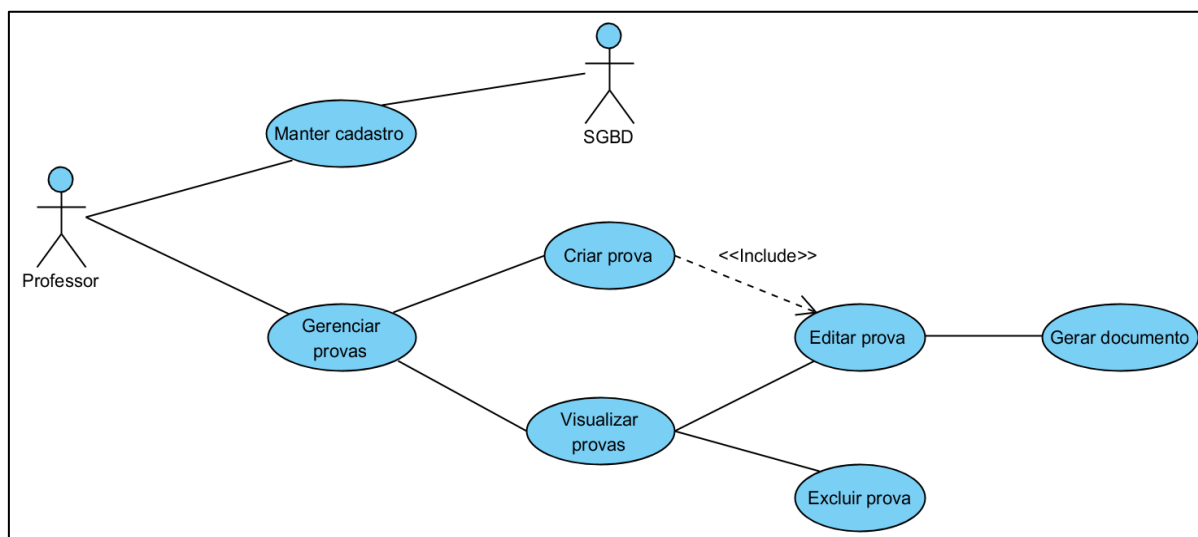 SGBD
Manter cadastro
Professor
Criar prova
<<Include>>
Gerenciar
provas
Editar prova
Gerar documento
Visualizar
provas
Excluir prova